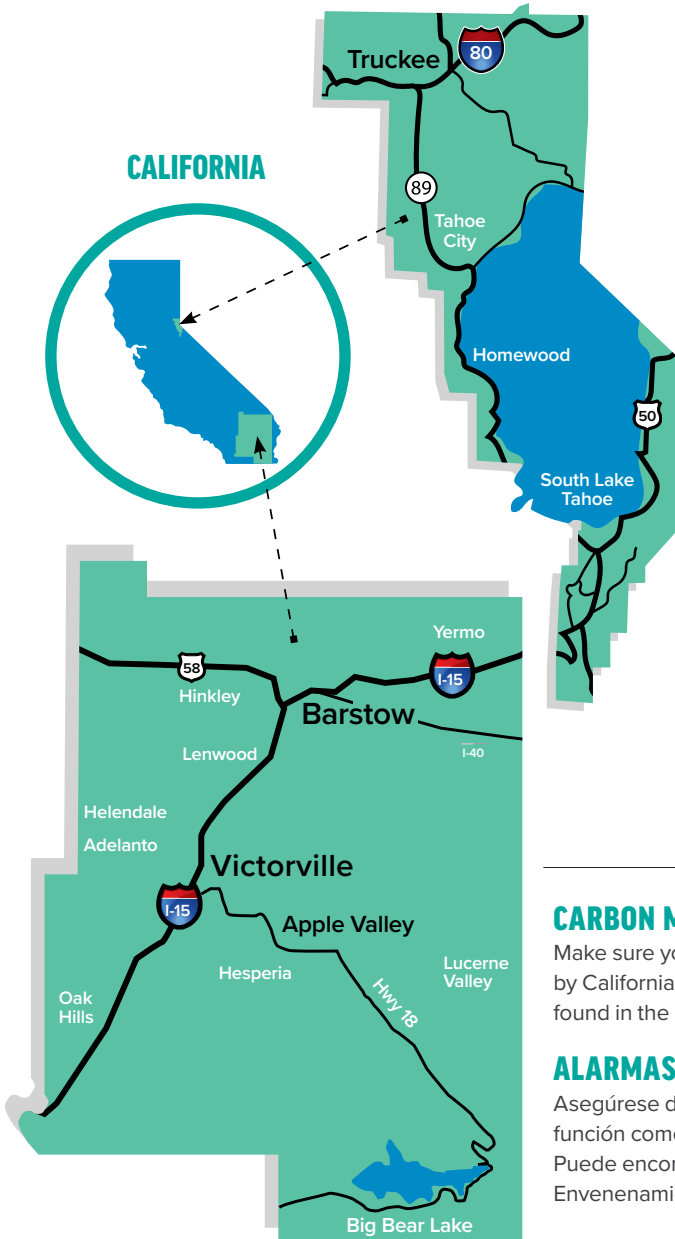 Truckee
80
CALIFORNIA
89
Tahoe
City
Homewood
50
South Lake
Tahoe
Yermo
58
I-15
Hinkley
Barstow
I-40
Lenwood
Helendale
Adelanto
Victorville
I-15
Apple Valley
Hesperia
Lucerne
Valley
Oak
Hills
Hwy 18
Big Bear Lake
CARBON M
Make sure yo
by California
found in the
ALARMAS
Asegúrese d
función come
Puede encon
Envenenamie